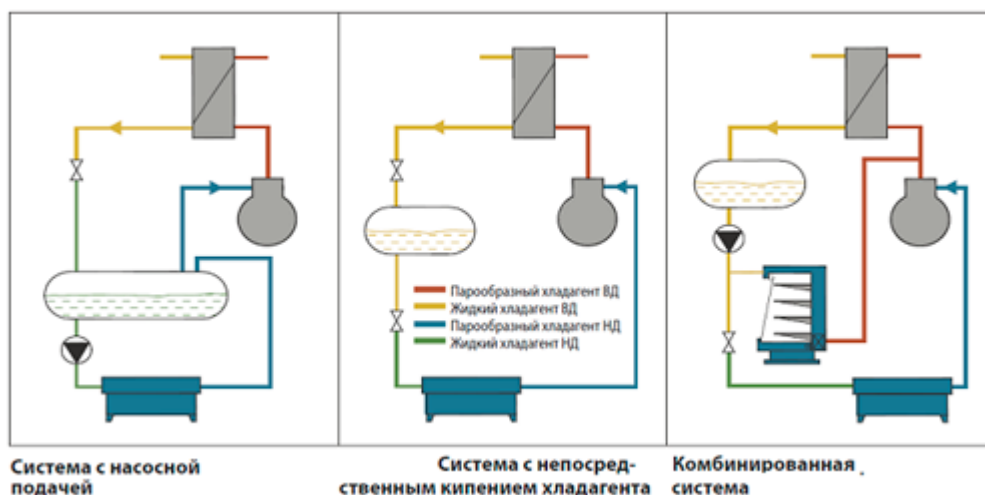 Парообразный хладагент ВД
Жидкий хладагент ВД
Парообразный хладагент НД
Жидкий хладагент НД
Система с насосной
подачей
Система с непосред-
ственным кипением хладагента
Комбинированная .
система